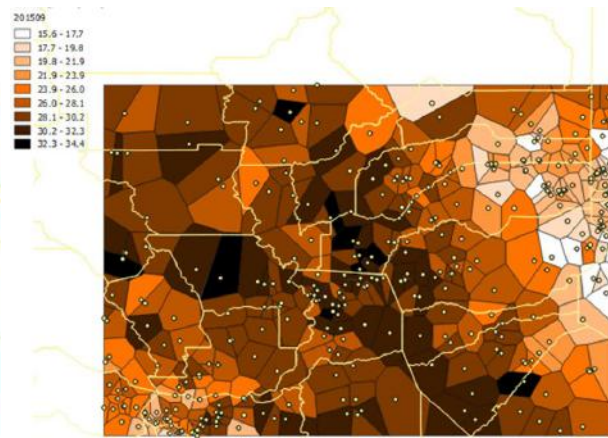 201509
15.6 - 17.7
17.7 - 19.8
19.8 - 21.9
21.9 - 23.9
23.9 - 26.0
26.0 - 28.1
28.1 - 30.2
30.2 - 32.3
32.3 - 34.4